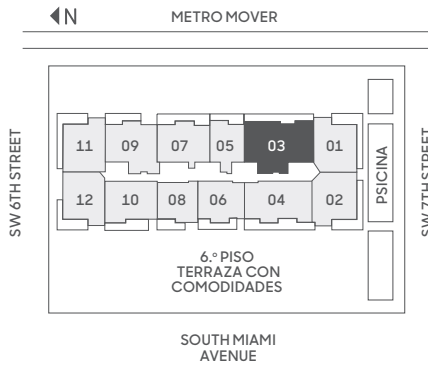 N
METRO MOVER
SW 6TH STREET
11
09
07
05
03
01
12
10
08
06
04
02
PSICINA
SW 7TH STREET
6.º PISO
TERRAZA CON
COMODIDADES
SOUTH MIAMI
AVENUE